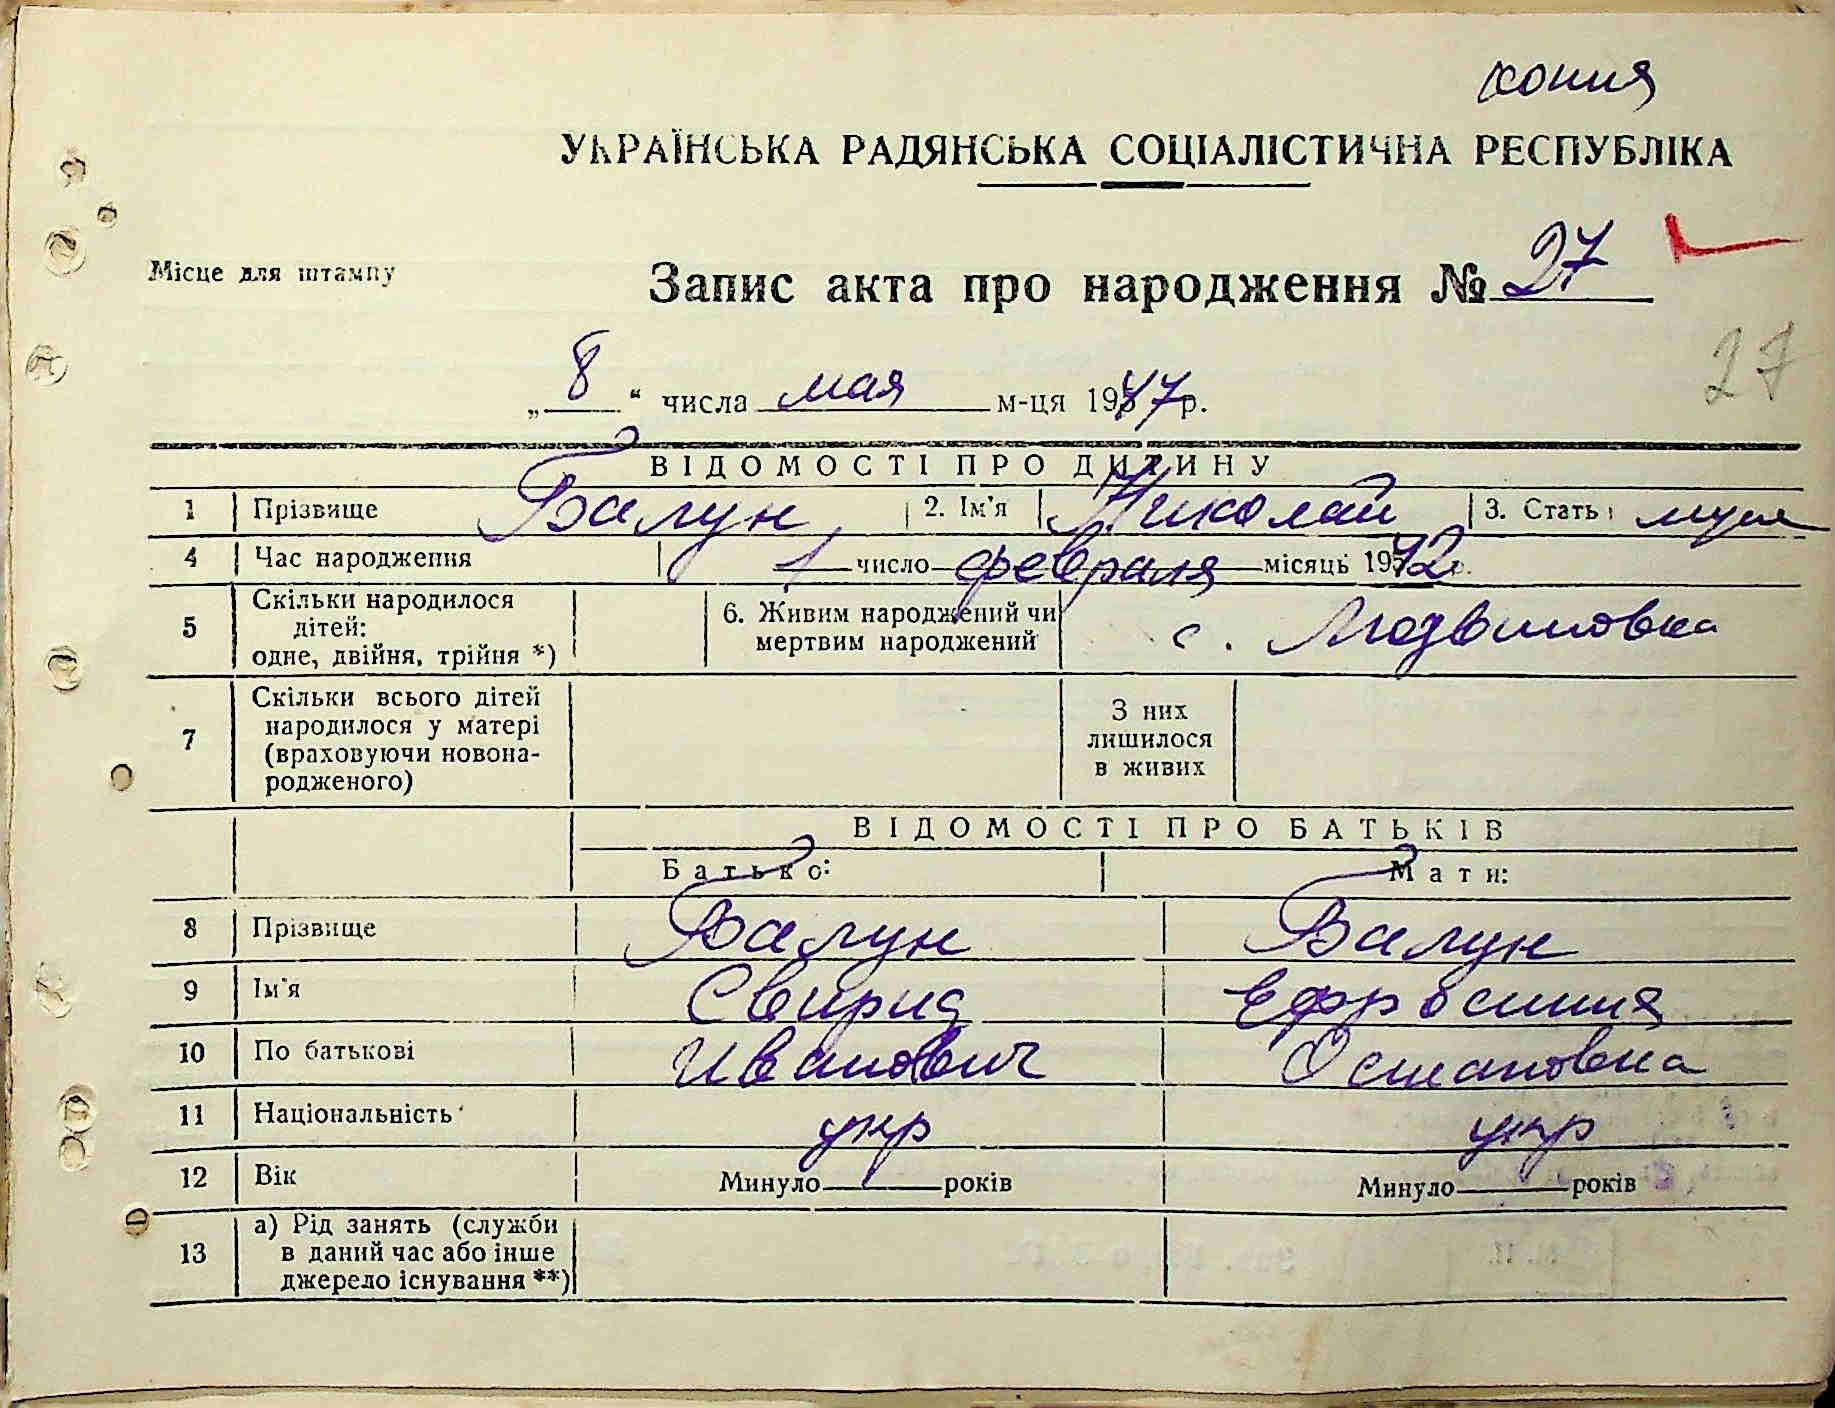 копия
УКРАЇНСЬКА РАДЯНСЬКА СОЦІАЛІСТИЧНА РЕСПУБЛІКА
Місце для штампу
Запис акта про народження № 27
27
„8“ числа мая м-ця 1947р.
ВІДОМОСТІ ПРО ДИТИНУ
1 Прізвище Балун 2. Ім'я Николай 3. Стать муж
4 Час народження 1 число февраля місяць 1942р.
5 Скільки народилося дітей: одне, двійня, трійня *) 6. Живим народжений чи мертвим народжений с. Людвиновка
7 Скільки всього дітей народилося у матері (враховуючи новонародженого) З них лишилося в живих
ВІДОМОСТІ ПРО БАТЬКІВ
Батько: Мати:
8 Прізвище Балун Балун
9 Ім'я Свирид Ефросиния
10 По батькові Иванович Остаповна
11 Національність укр укр
12 Вік Минуло років Минуло років
13 а) Рід занять (служби в даний час або інше джерело існування **)